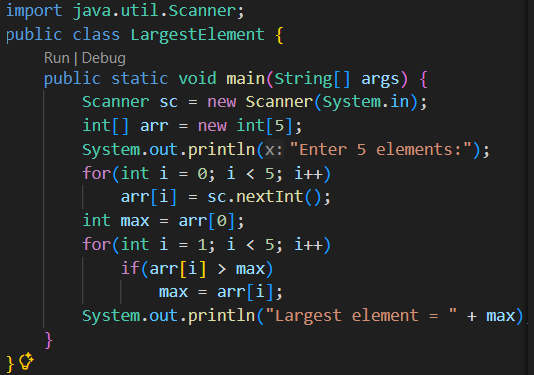 import java.util.Scanner;
public class LargestElement {
Run | Debug
public static void main(String[] args) {
Scanner sc = new Scanner(System.in);
int[] arr = new int[5];
System.out.println(x: "Enter 5 elements:");
for(int i = 0; i < 5; i++)
arr[i] = sc.nextInt();
int max = arr[0];
for(int i = 1; i < 5; i++)
if(arr[i] > max)
max = arr[i];
System.out.println("Largest element = " + max)
}
}